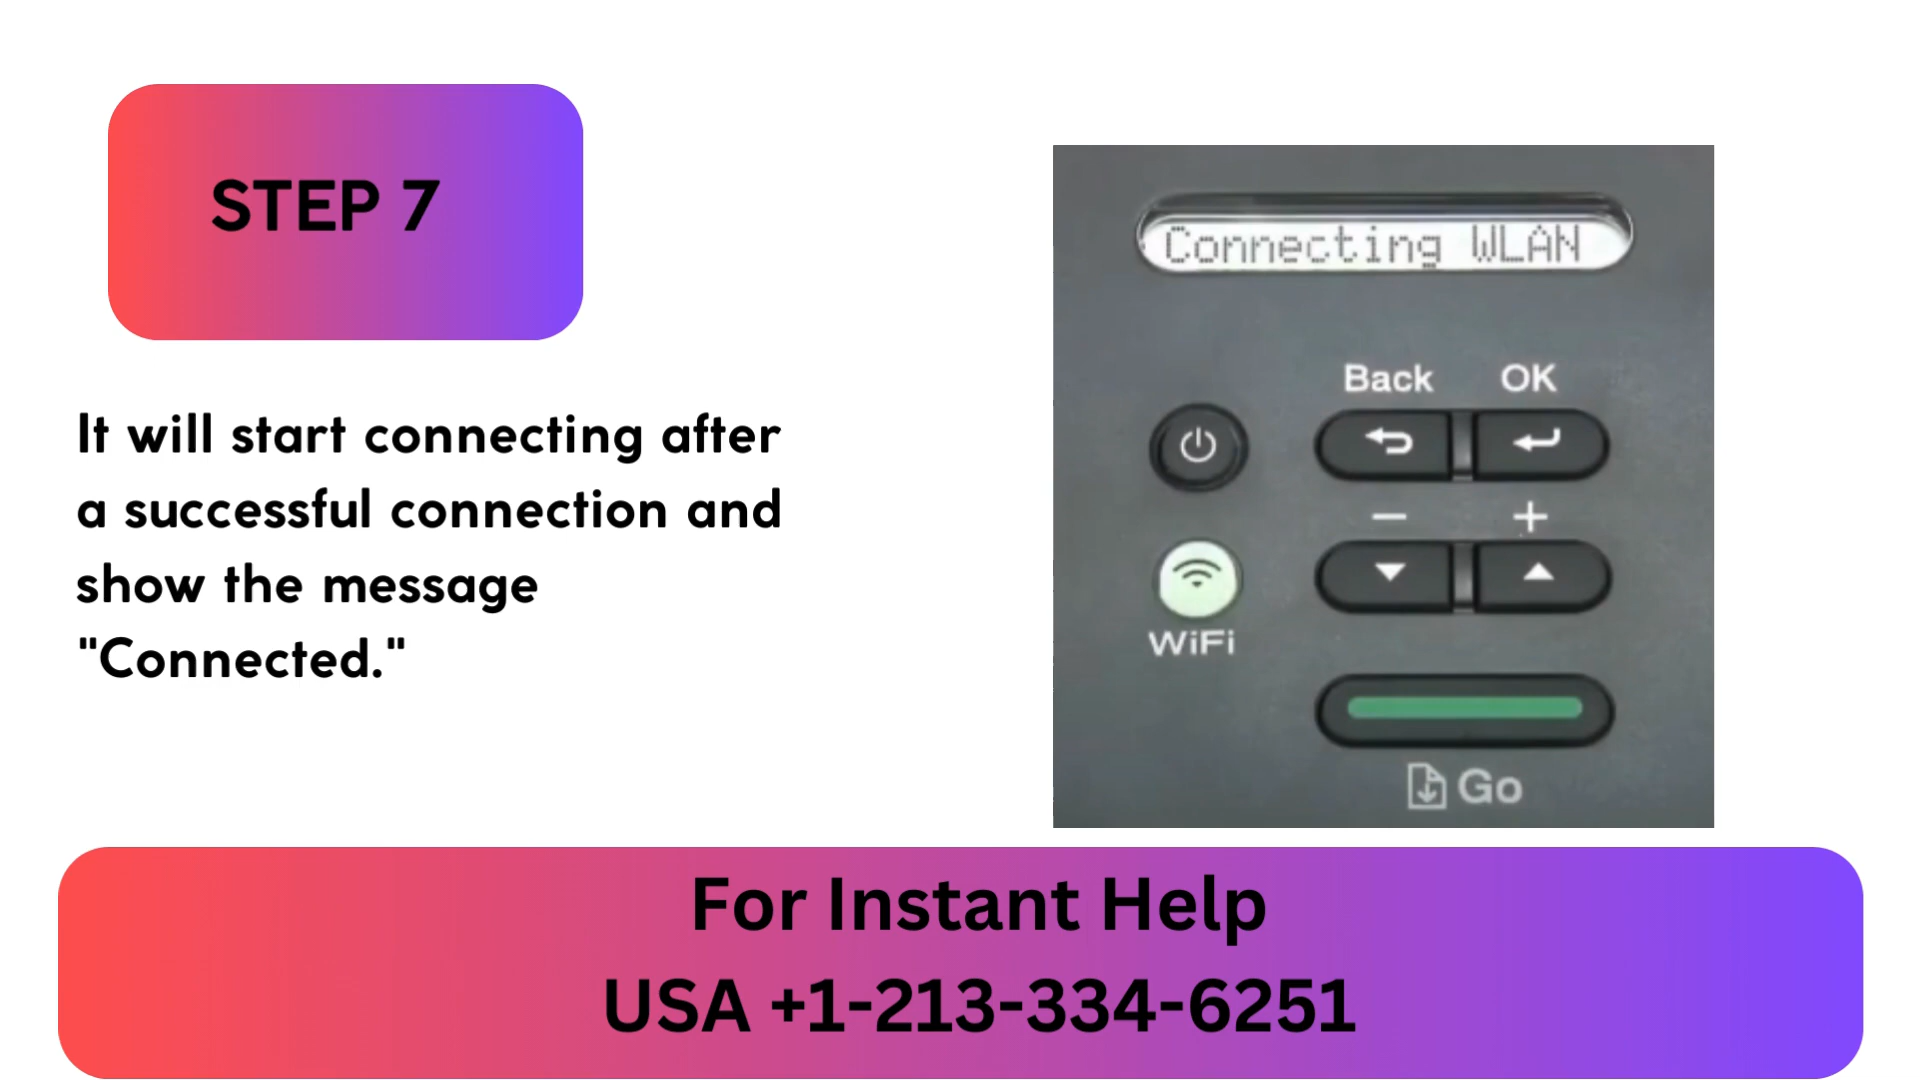 STEP 7
It will start connecting after
a successful connection and
show the message
"Connected."
Connecting WLAN
Back OK
- +
WiFi
Go
For Instant Help
USA +1-213-334-6251